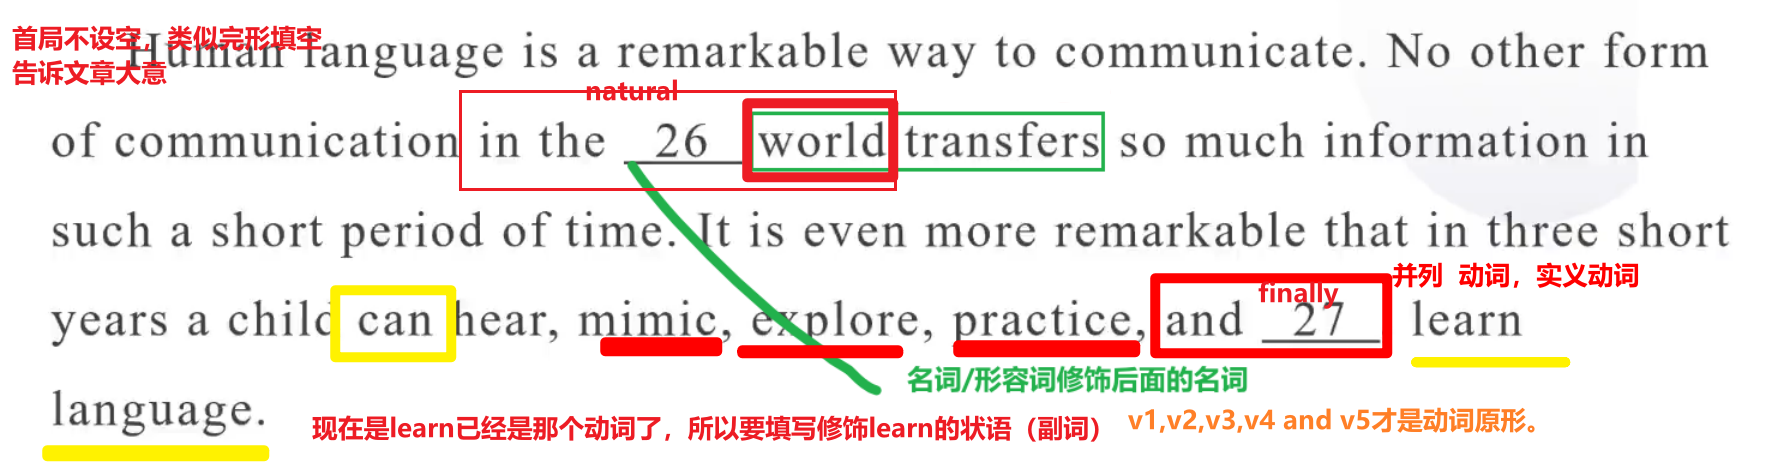 首局不设空，类似完形填空
告诉文章大意
Human language is a remarkable way to communicate. No other form
natural
of communication in the 26 world transfers so much information in
such a short period of time. It is even more remarkable that in three short
并列 动词，实义动词
finally
years a child can hear, mimic, explore, practice, and 27 learn
名词/形容词修饰后面的名词
language.
现在是learn已经是那个动词了，所以要填写修饰learn的状语（副词）
v1,v2,v3,v4 and v5才是动词原形。